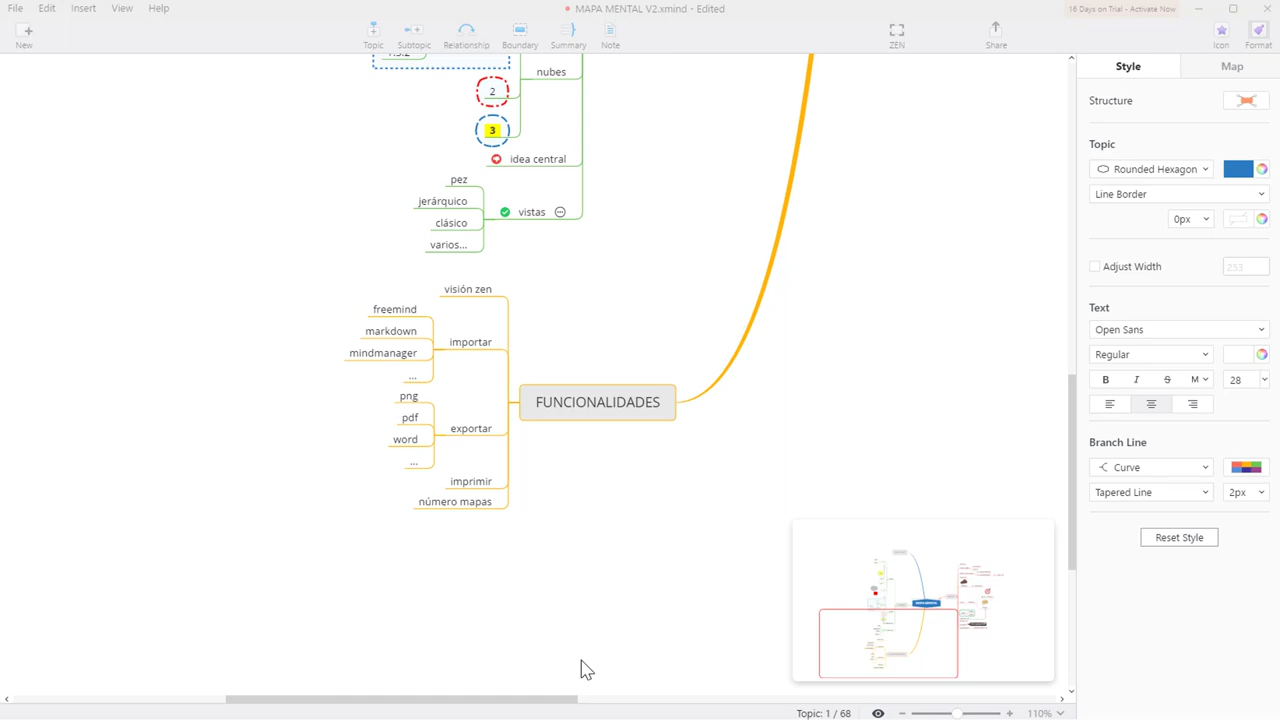 File Edit Insert View Help
MAPA MENTAL V2.xmind - Edited
16 Days on Trial - Activate Now
New Topic Subtopic Relationship Boundary Summary Note ZEN Share Icon Format
Style Map
nubes
2
3
idea central
pez
jerárquico
clásico
varios...
vistas
visión zen
freemind
markdown
mindmanager
...
importar
png
pdf
word
...
exportar
imprimir
número mapas
FUNCIONALIDADES
Structure
Topic
Rounded Hexagon
Line Border
0px
Adjust Width 253
Text
Open Sans
Regular
B I S M 28
Branch Line
Curve
Tapered Line 2px
Reset Style
Topic: 1 / 68
110%